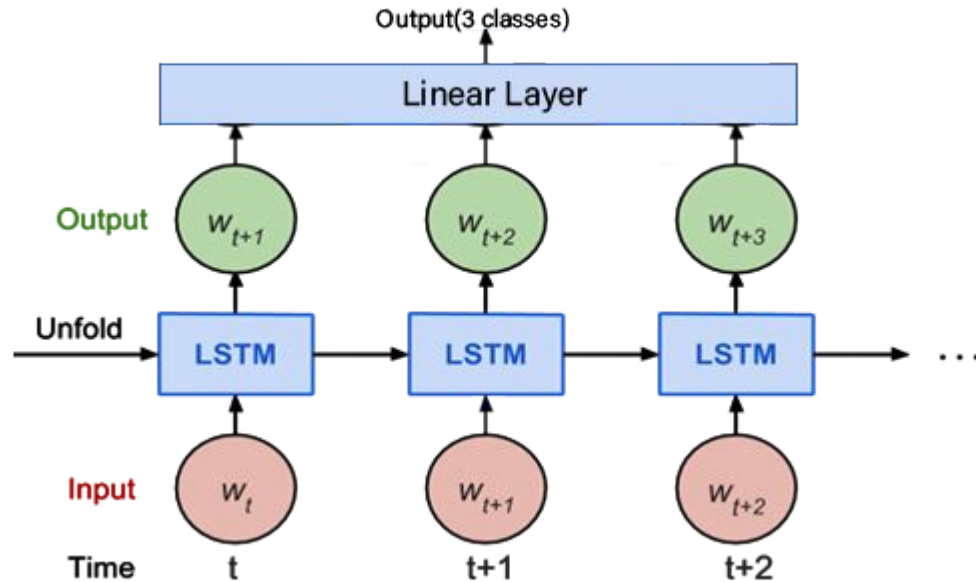 Output(3 classes)
Linear Layer
Output w_{t+1} w_{t+2} w_{t+3}
Unfold
LSTM LSTM LSTM ...
Input w_t w_{t+1} w_{t+2}
Time t t+1 t+2